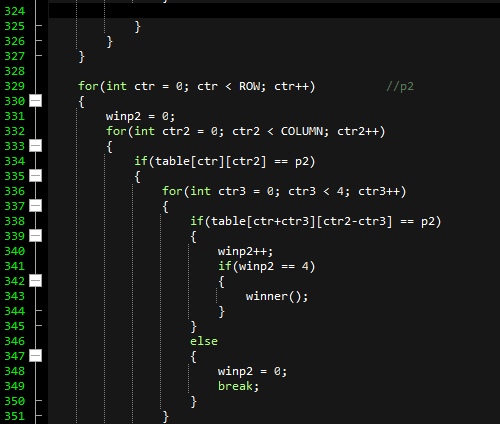 324
325 }
326 }
327 }
328
329 for(int ctr = 0; ctr < ROW; ctr++) //p2
330 {
331 winp2 = 0;
332 for(int ctr2 = 0; ctr2 < COLUMN; ctr2++)
333 {
334 if(table[ctr][ctr2] == p2)
335 {
336 for(int ctr3 = 0; ctr3 < 4; ctr3++)
337 {
338 if(table[ctr+ctr3][ctr2-ctr3] == p2)
339 {
340 winp2++;
341 if(winp2 == 4)
342 {
343 winner();
344 }
345 }
346 else
347 {
348 winp2 = 0;
349 break;
350 }
351 }